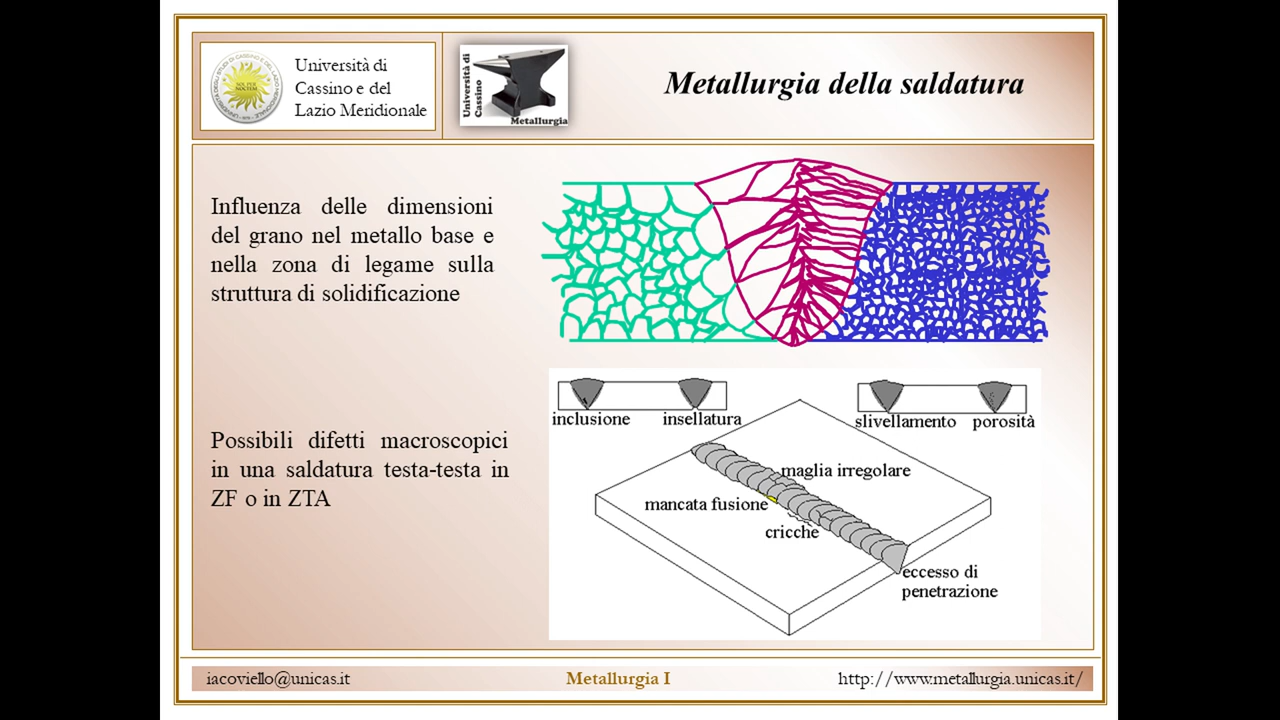 Università di
Cassino e del
Lazio Meridionale
Università di
Cassino
Metallurgia
Metallurgia della saldatura
Influenza delle dimensioni
del grano nel metallo base e
nella zona di legame sulla
struttura di solidificazione
inclusione
insellatura
slivellamento
porosità
Possibili difetti macroscopici
in una saldatura testa-testa in
ZF o in ZTA
maglia irregolare
mancata fusione
cricche
eccesso di
penetrazione
iacoviello@unicas.it
Metallurgia I
http://www.metallurgia.unicas.it/